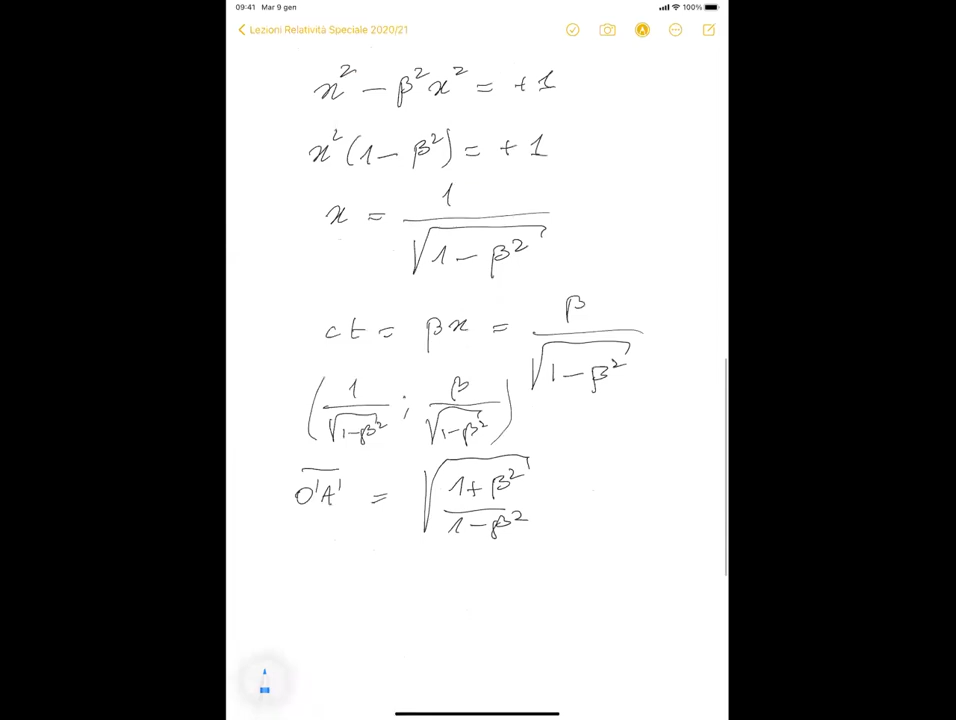 09:41 Mar 9 gen 100%
Lezioni Relatività Speciale 2020/21
x² − β²x² = +1
x²(1 − β²) = +1
x = 1/√(1 − β²)
ct = βx = β/√(1 − β²)
(1/√(1−β²) ; β/√(1−β²))
O'A' = √((1+β²)/(1−β²))